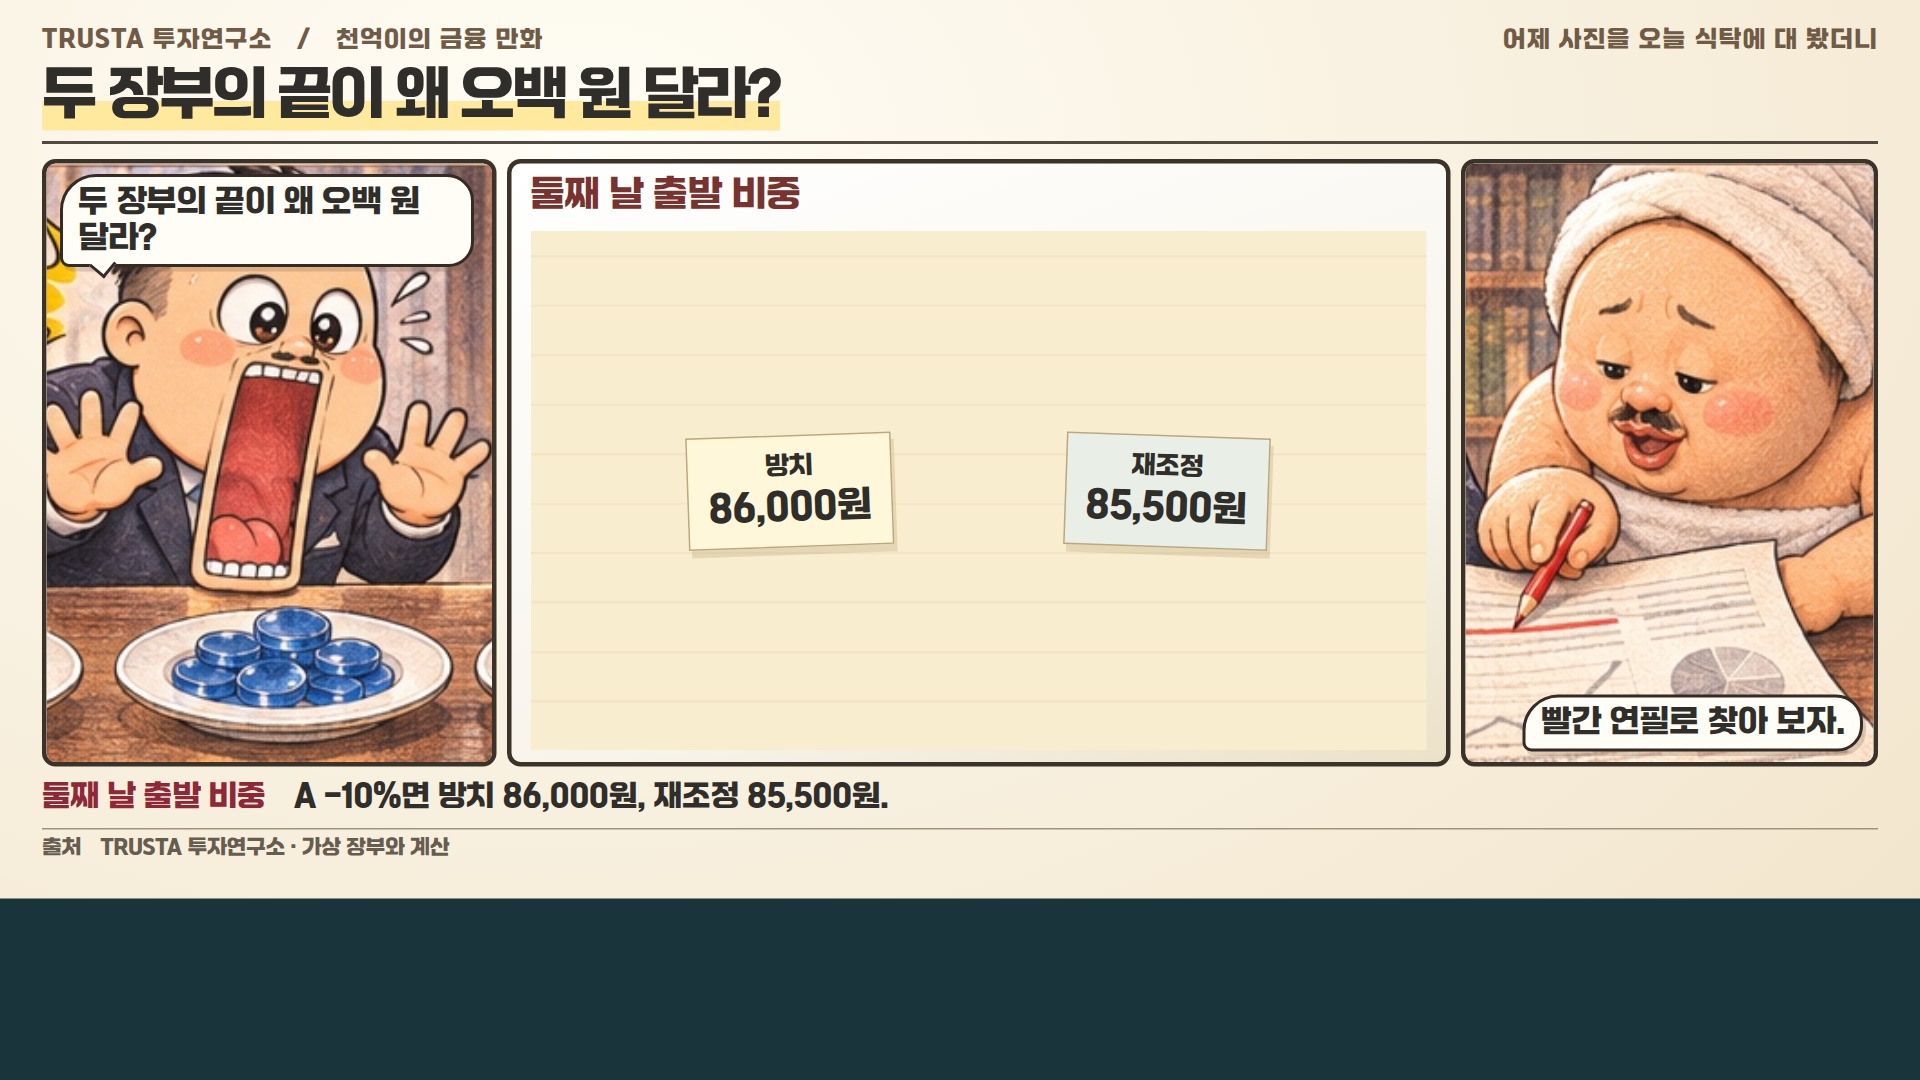 TRUSTA 투자연구소 / 천억이의 금융 만화
어제 사진을 오늘 식탁에 대 봤더니
두 장부의 끝이 왜 오백 원 달라?
두 장부의 끝이 왜 오백 원
달라?
둘째 날 출발 비중
방치
86,000원
재조정
85,500원
빨간 연필로 찾아 보자.
둘째 날 출발 비중 A −10%면 방치 86,000원, 재조정 85,500원.
출처 TRUSTA 투자연구소 · 가상 장부와 계산